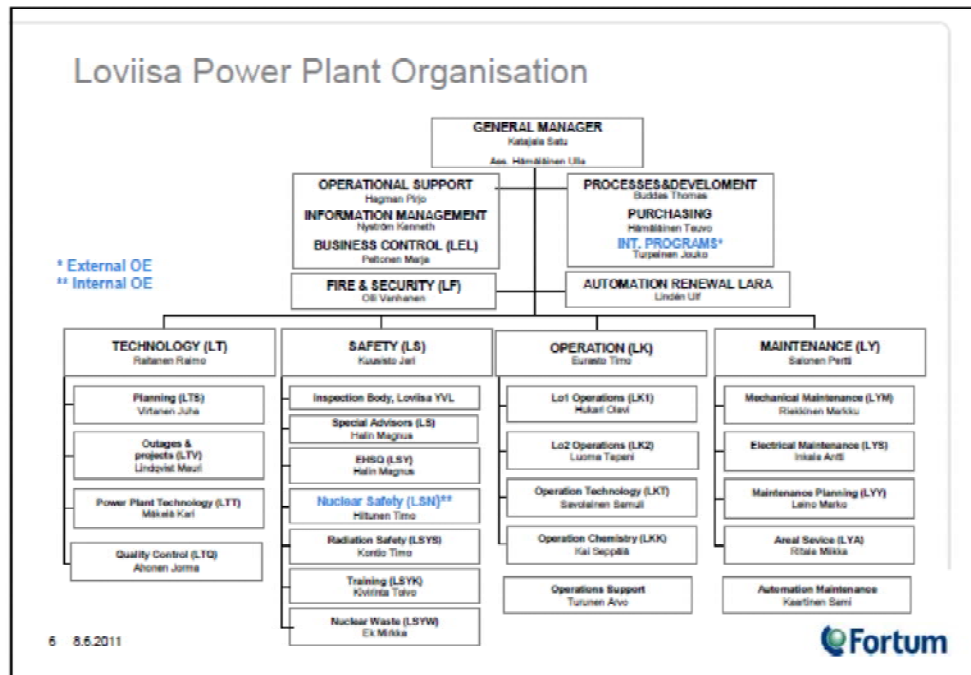 Loviisa Power Plant Organisation
GENERAL MANAGER
Katajala Satu
Ass. Hämäläinen Ulla
OPERATIONAL SUPPORT
Hagman Pirjo
INFORMATION MANAGEMENT
Nyström Kenneth
BUSINESS CONTROL (LEL)
Peltonen Merja
PROCESSES&DEVELOMENT
Buddas Thomas
PURCHASING
Hämäläinen Teuvo
INT. PROGRAMS*
Turpeinen Jouko
* External OE
** Internal OE
FIRE & SECURITY (LF)
Olli Vanhanen
AUTOMATION RENEWAL LARA
Lindén Ulf
TECHNOLOGY (LT)
Raitanen Raimo
SAFETY (LS)
Kuusisto Jari
OPERATION (LK)
Eurasto Timo
MAINTENANCE (LY)
Salonen Pertti
Planning (LTS)
Virtanen Juha
Outages &
projects (LTV)
Lindqvist Mauri
Power Plant Technology (LTT)
Mäkelä Kari
Quality Control (LTQ)
Ahonen Jorma
Inspection Body, Loviisa YVL
Special Advisors (LS)
Halin Magnus
EHSQ (LSY)
Halin Magnus
Nuclear Safety (LSN)**
Hiltunen Timo
Radiation Safety (LSYS)
Kontio Timo
Training (LSYK)
Kivirinta Toivo
Nuclear Waste (LSYW)
Ek Mirkka
Lo1 Operations (LK1)
Hukari Olavi
Lo2 Operations (LK2)
Luoma Tapani
Operation Technology (LKT)
Savolainen Samuli
Operation Chemistry (LKK)
Kai Seppälä
Operations Support
Turunen Arvo
Mechanical Maintenance (LYM)
Riekkinen Markku
Electrical Maintenance (LYS)
Inkala Antti
Maintenance Planning (LYY)
Leino Marko
Areal Sevice (LYA)
Ritala Miikka
Automation Maintenance
Kaartinen Sami
6 8.6.2011
Fortum